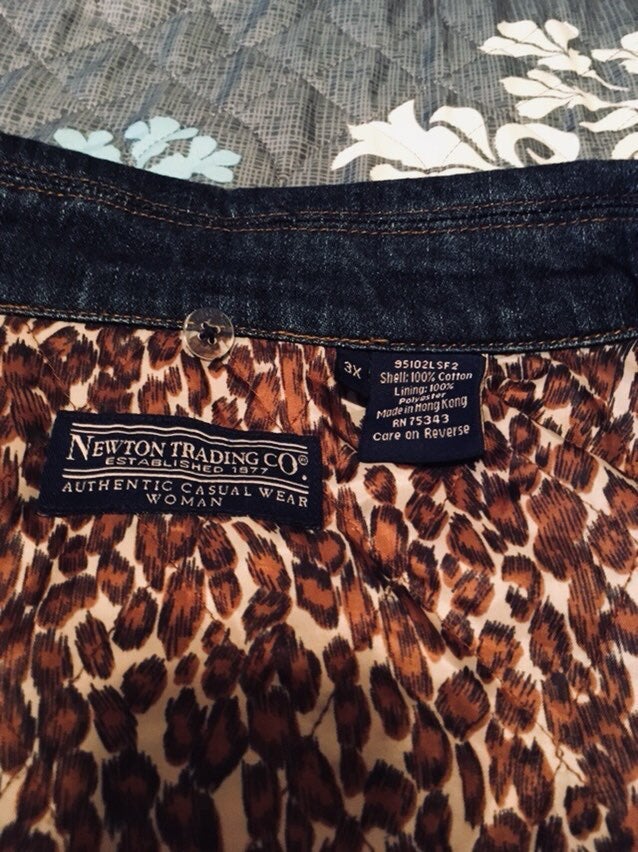 NEWTON TRADING CO®.
ESTABLISHED 1977
AUTHENTIC CASUAL WEAR
WOMAN
3X
95102LSF2
Shell: 100% Cotton
Lining: 100%
Polyester
Made in Hong Kong
RN 75343
Care on Reverse